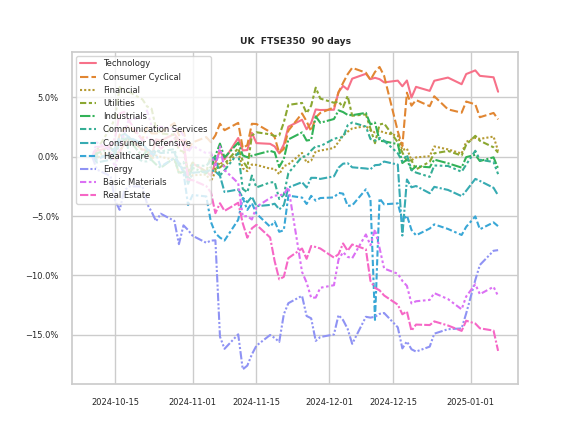 UK  FTSE350  90 days
Technology
Consumer Cyclical
Financial
Utilities
Industrials
Communication Services
Consumer Defensive
Healthcare
Energy
Basic Materials
Real Estate
5.0%
0.0%
−5.0%
−10.0%
−15.0%
2024-10-15
2024-11-01
2024-11-15
2024-12-01
2024-12-15
2025-01-01